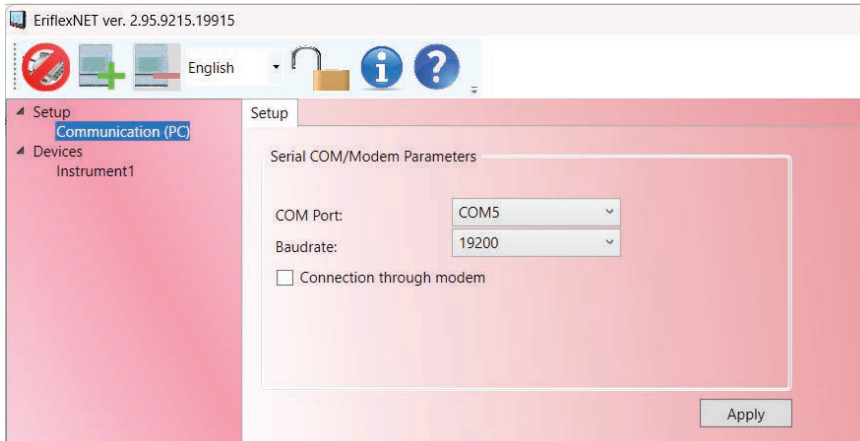 EriflexNET ver. 2.95.9215.19915
English
Setup
Communication (PC)
Devices
Instrument1
Setup
Serial COM/Modem Parameters
COM Port: COM5
Baudrate: 19200
Connection through modem
Apply